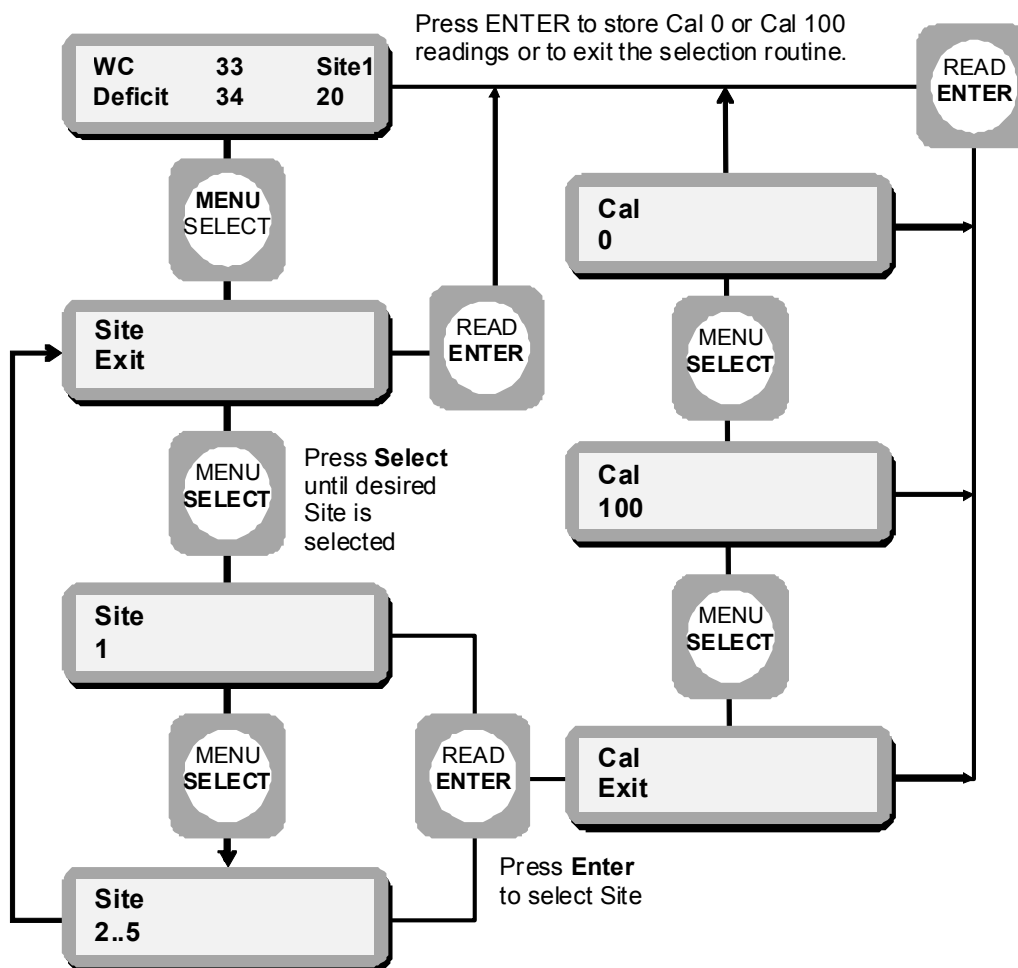 Press ENTER to store Cal 0 or Cal 100
readings or to exit the selection routine.
WC 33 Site1
Deficit 34 20
READ
ENTER
MENU
SELECT
Cal
0
Site
Exit
READ
ENTER
MENU
SELECT
MENU
SELECT
Press Select
until desired
Site is
selected
Cal
100
Site
1
MENU
SELECT
MENU
SELECT
READ
ENTER
Cal
Exit
Press Enter
to select Site
Site
2..5